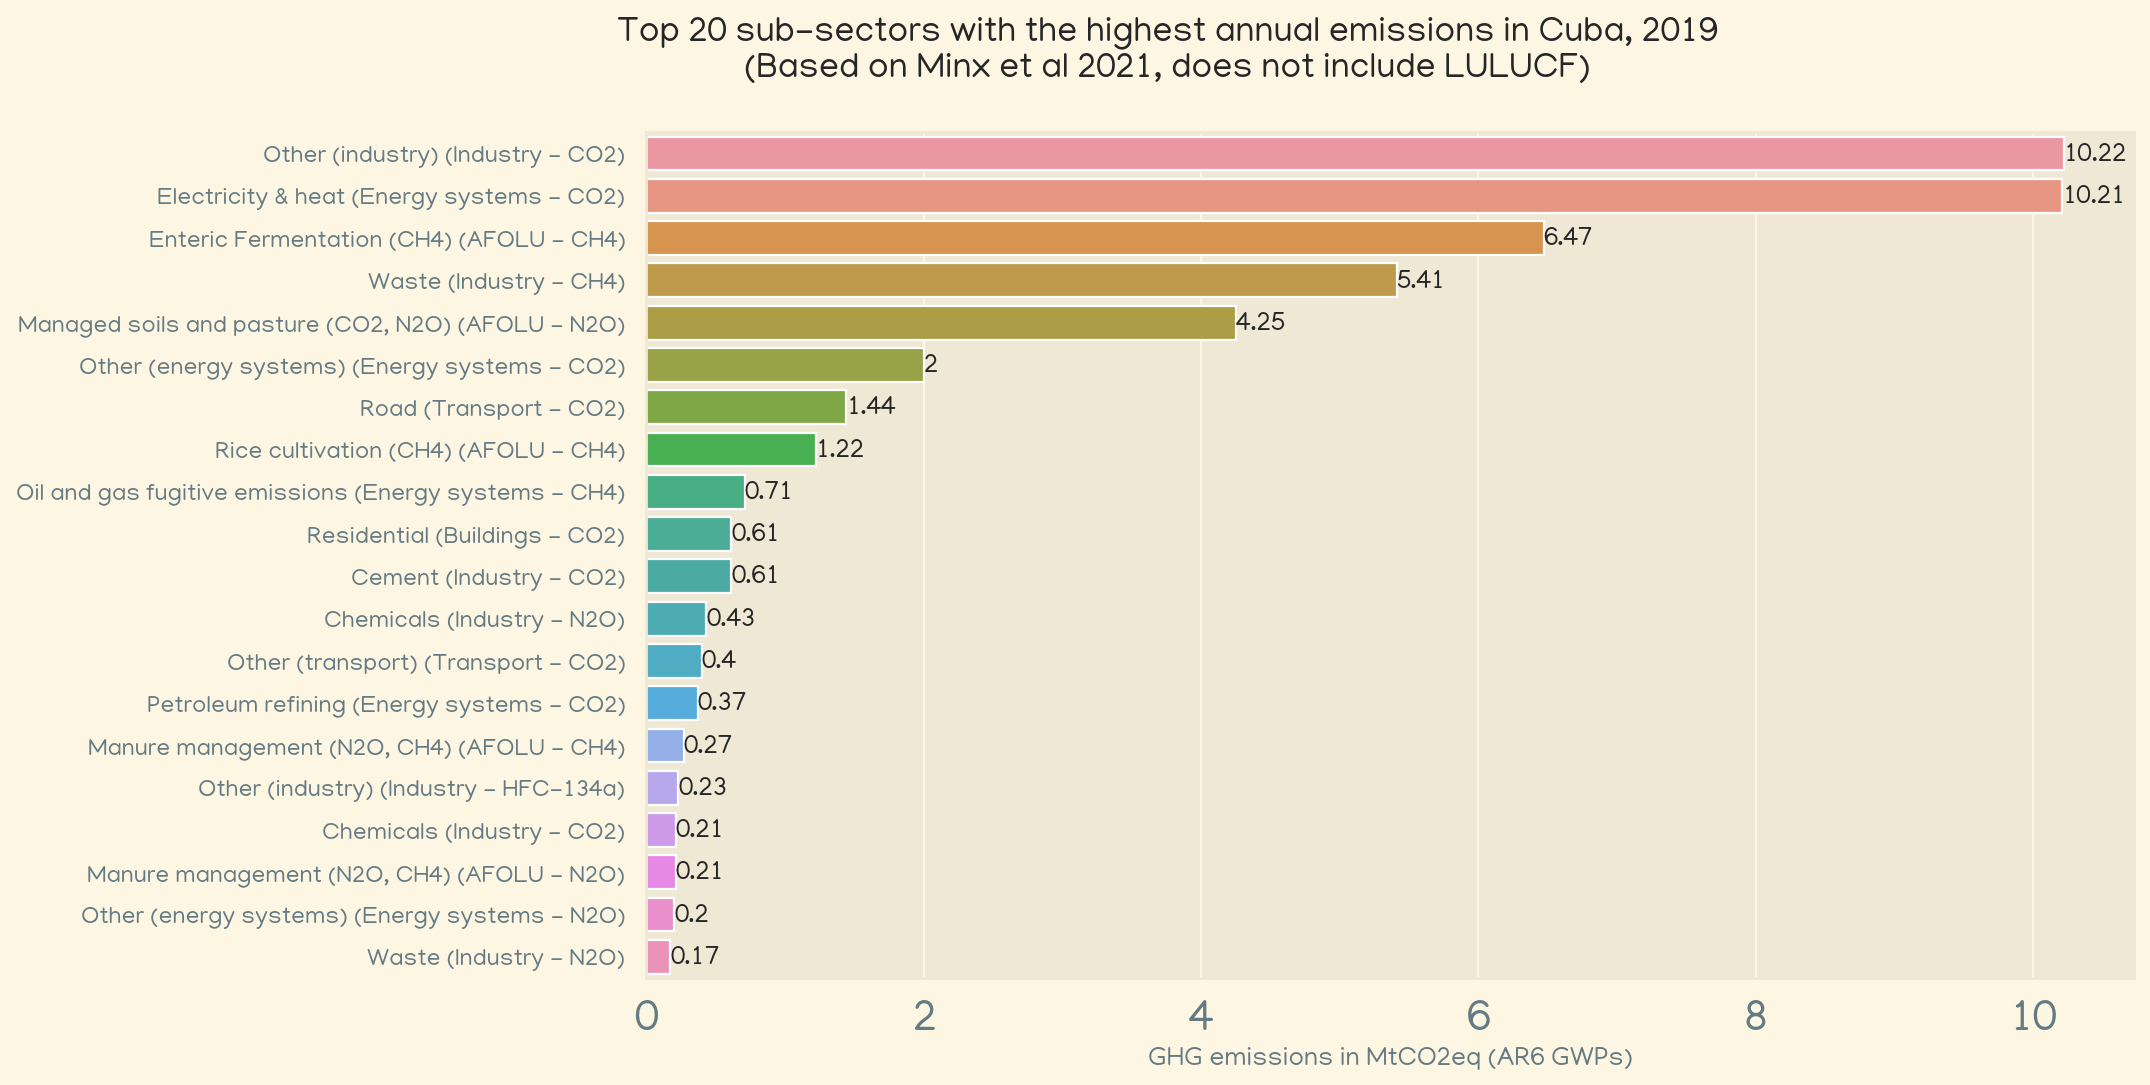 Top 20 sub-sectors with the highest annual emissions in Cuba, 2019
(Based on Minx et al 2021, does not include LULUCF)
Other (industry) (Industry - CO2) 10.22
Electricity & heat (Energy systems - CO2) 10.21
Enteric Fermentation (CH4) (AFOLU - CH4) 6.47
Waste (Industry - CH4) 5.41
Managed soils and pasture (CO2, N2O) (AFOLU - N2O) 4.25
Other (energy systems) (Energy systems - CO2) 2
Road (Transport - CO2) 1.44
Rice cultivation (CH4) (AFOLU - CH4) 1.22
Oil and gas fugitive emissions (Energy systems - CH4) 0.71
Residential (Buildings - CO2) 0.61
Cement (Industry - CO2) 0.61
Chemicals (Industry - N2O) 0.43
Other (transport) (Transport - CO2) 0.4
Petroleum refining (Energy systems - CO2) 0.37
Manure management (N2O, CH4) (AFOLU - CH4) 0.27
Other (industry) (Industry - HFC-134a) 0.23
Chemicals (Industry - CO2) 0.21
Manure management (N2O, CH4) (AFOLU - N2O) 0.21
Other (energy systems) (Energy systems - N2O) 0.2
Waste (Industry - N2O) 0.17
0 2 4 6 8 10
GHG emissions in MtCO2eq (AR6 GWPs)